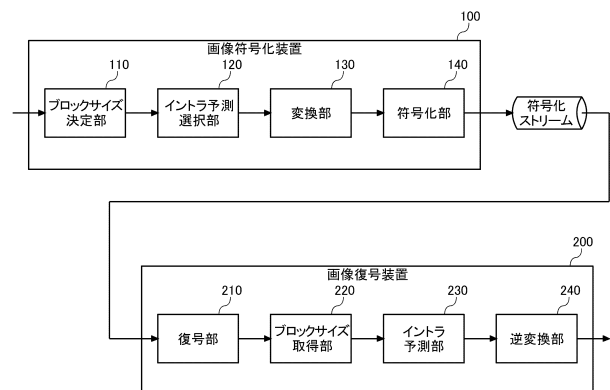 100
画像符号化装置
110
120
130
140
ブロックサイズ
決定部
イントラ予測
選択部
変換部
符号化部
符号化
ストリーム
200
画像復号装置
210
220
230
240
復号部
ブロックサイズ
取得部
イントラ
予測部
逆変換部